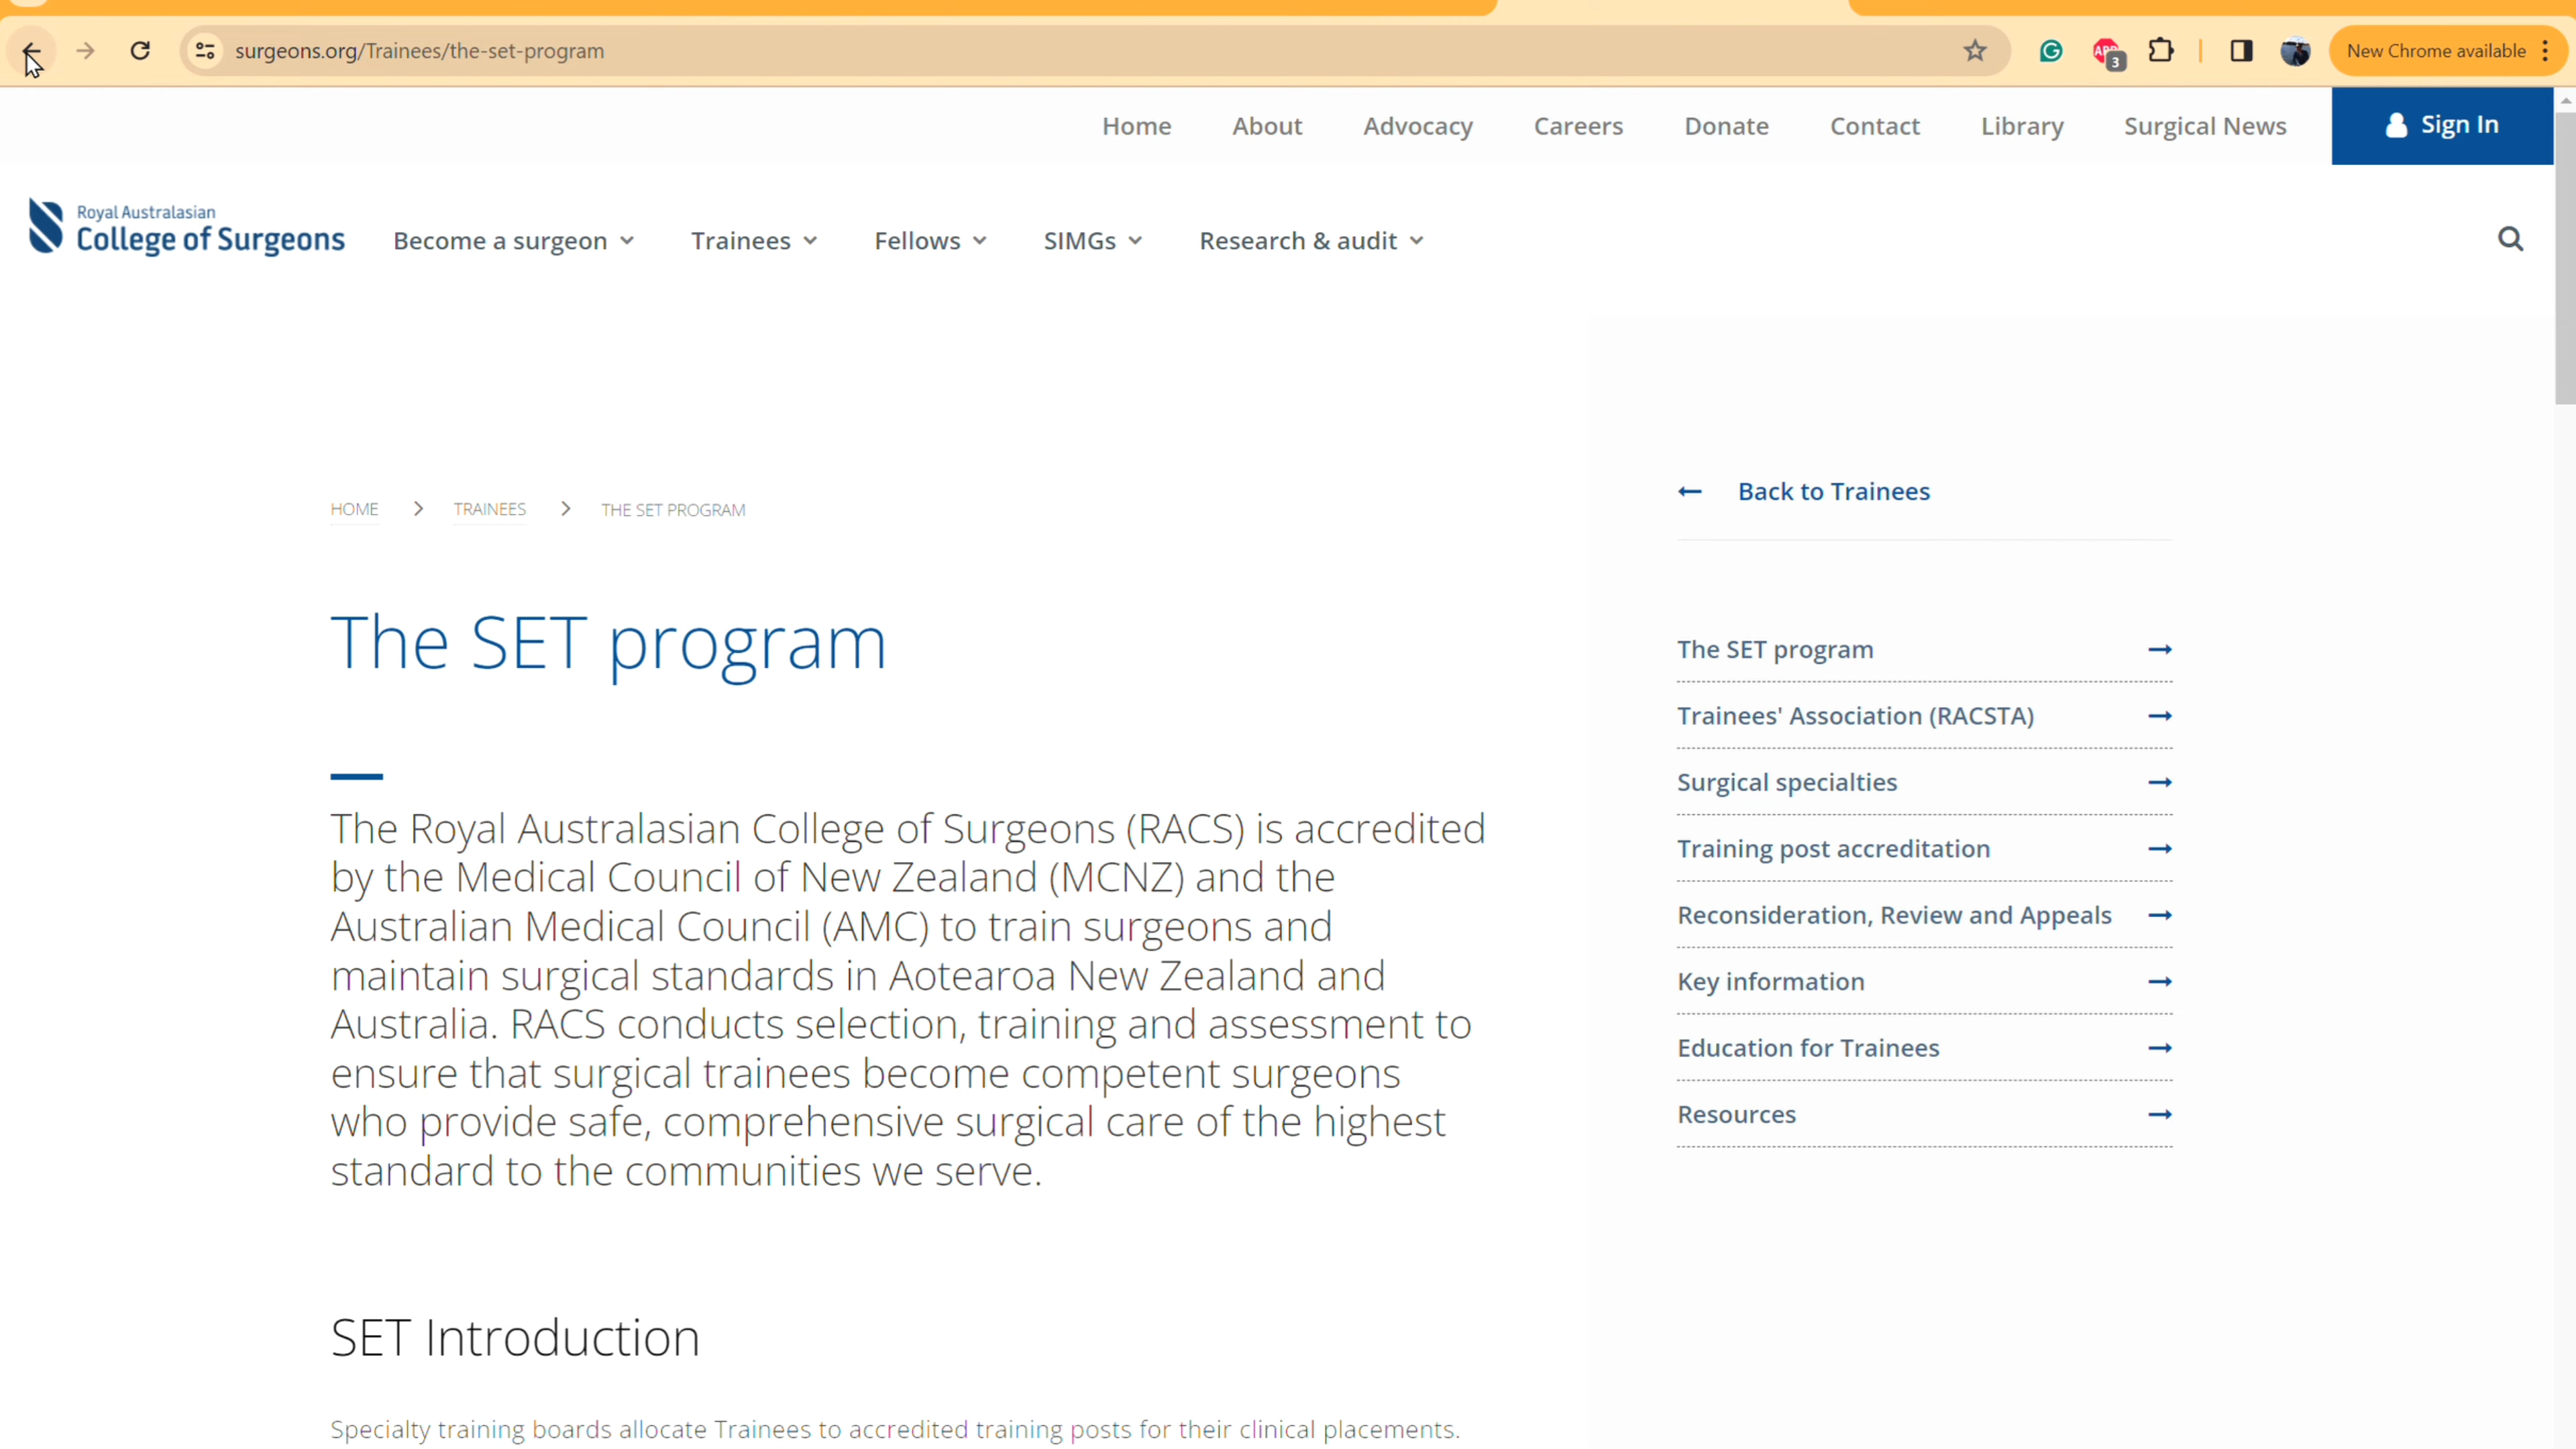 surgeons.org/Trainees/the-set-program
3
New Chrome available
Home About Advocacy Careers Donate Contact Library Surgical News Sign In
Royal Australasian
College of Surgeons
Become a surgeon Trainees Fellows SIMGs Research & audit
HOME > TRAINEES > THE SET PROGRAM
The SET program
The Royal Australasian College of Surgeons (RACS) is accredited
by the Medical Council of New Zealand (MCNZ) and the
Australian Medical Council (AMC) to train surgeons and
maintain surgical standards in Aotearoa New Zealand and
Australia. RACS conducts selection, training and assessment to
ensure that surgical trainees become competent surgeons
who provide safe, comprehensive surgical care of the highest
standard to the communities we serve.
SET Introduction
Specialty training boards allocate Trainees to accredited training posts for their clinical placements.
Back to Trainees
The SET program
Trainees' Association (RACSTA)
Surgical specialties
Training post accreditation
Reconsideration, Review and Appeals
Key information
Education for Trainees
Resources